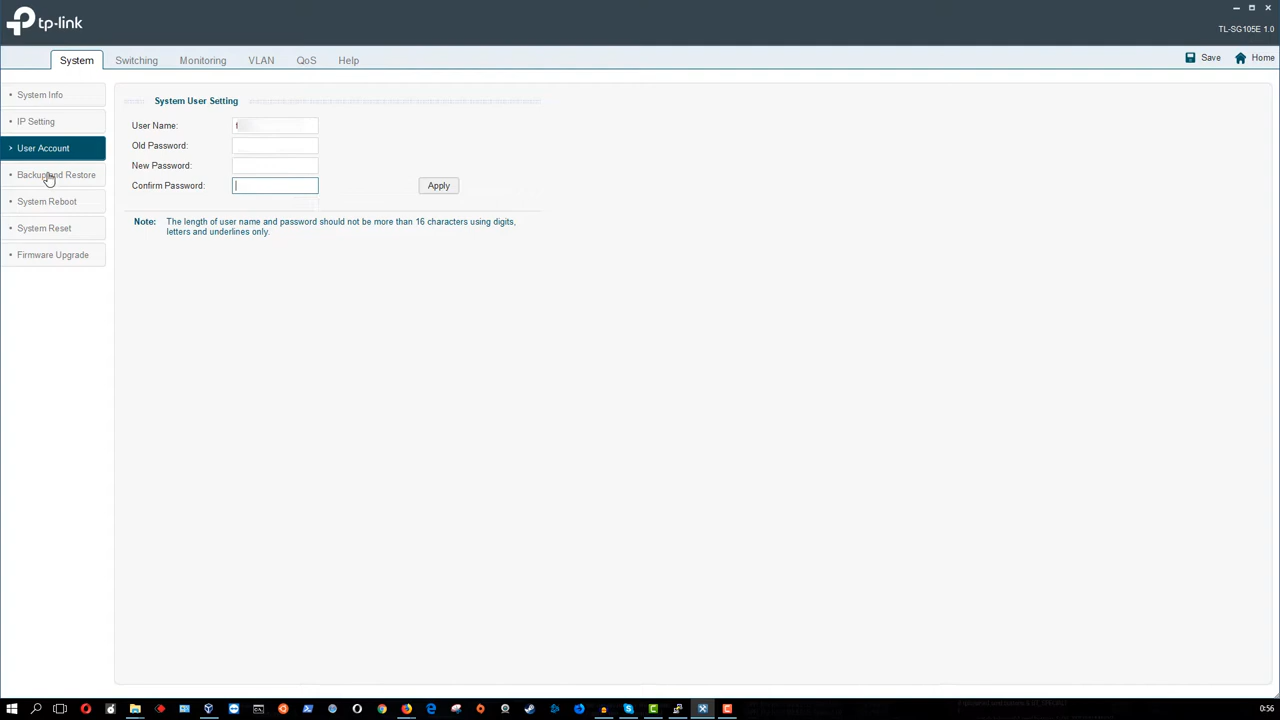 tp-link
TL-SG105E 1.0
System Switching Monitoring VLAN QoS Help Save Home
System Info
IP Setting
User Account
Backup and Restore
System Reboot
System Reset
Firmware Upgrade
System User Setting
User Name: t
Old Password:
New Password:
Confirm Password:
Apply
Note: The length of user name and password should not be more than 16 characters using digits,
letters and underlines only.
0:56